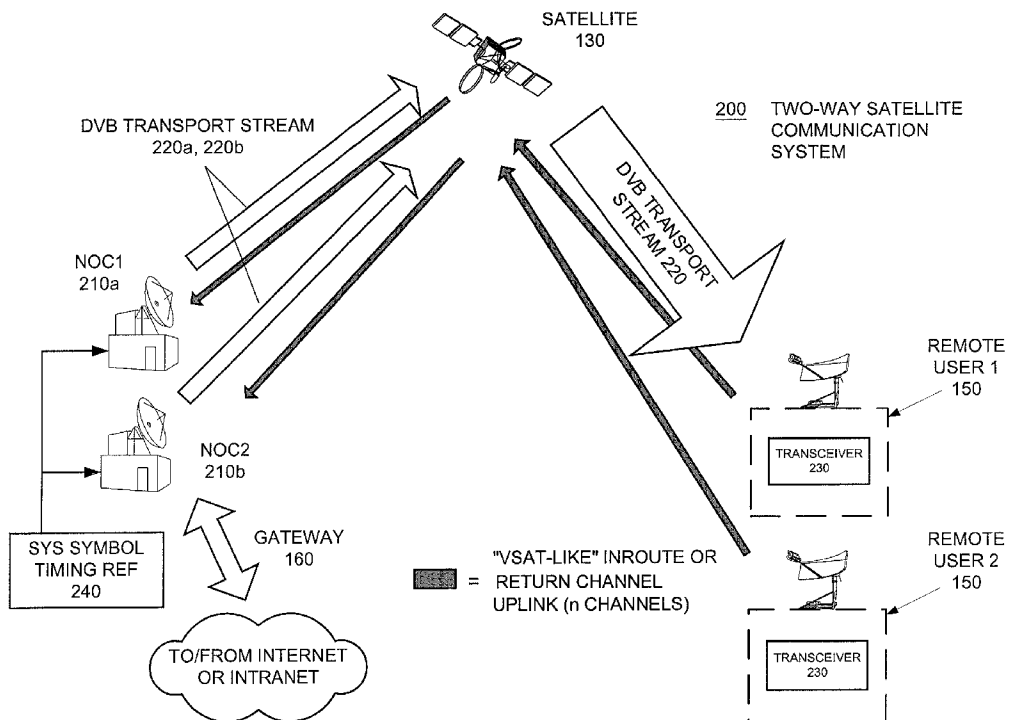 SATELLITE
130
200 TWO-WAY SATELLITE
COMMUNICATION
SYSTEM
DVB TRANSPORT STREAM
220a, 220b
DVB TRANSPORT
STREAM 220
NOC1
210a
NOC2
210b
SYS SYMBOL
TIMING REF
240
GATEWAY
160
TO/FROM INTERNET
OR INTRANET
= "VSAT-LIKE" INROUTE OR
RETURN CHANNEL
UPLINK (n CHANNELS)
REMOTE
USER 1
150
TRANSCEIVER
230
REMOTE
USER 2
150
TRANSCEIVER
230